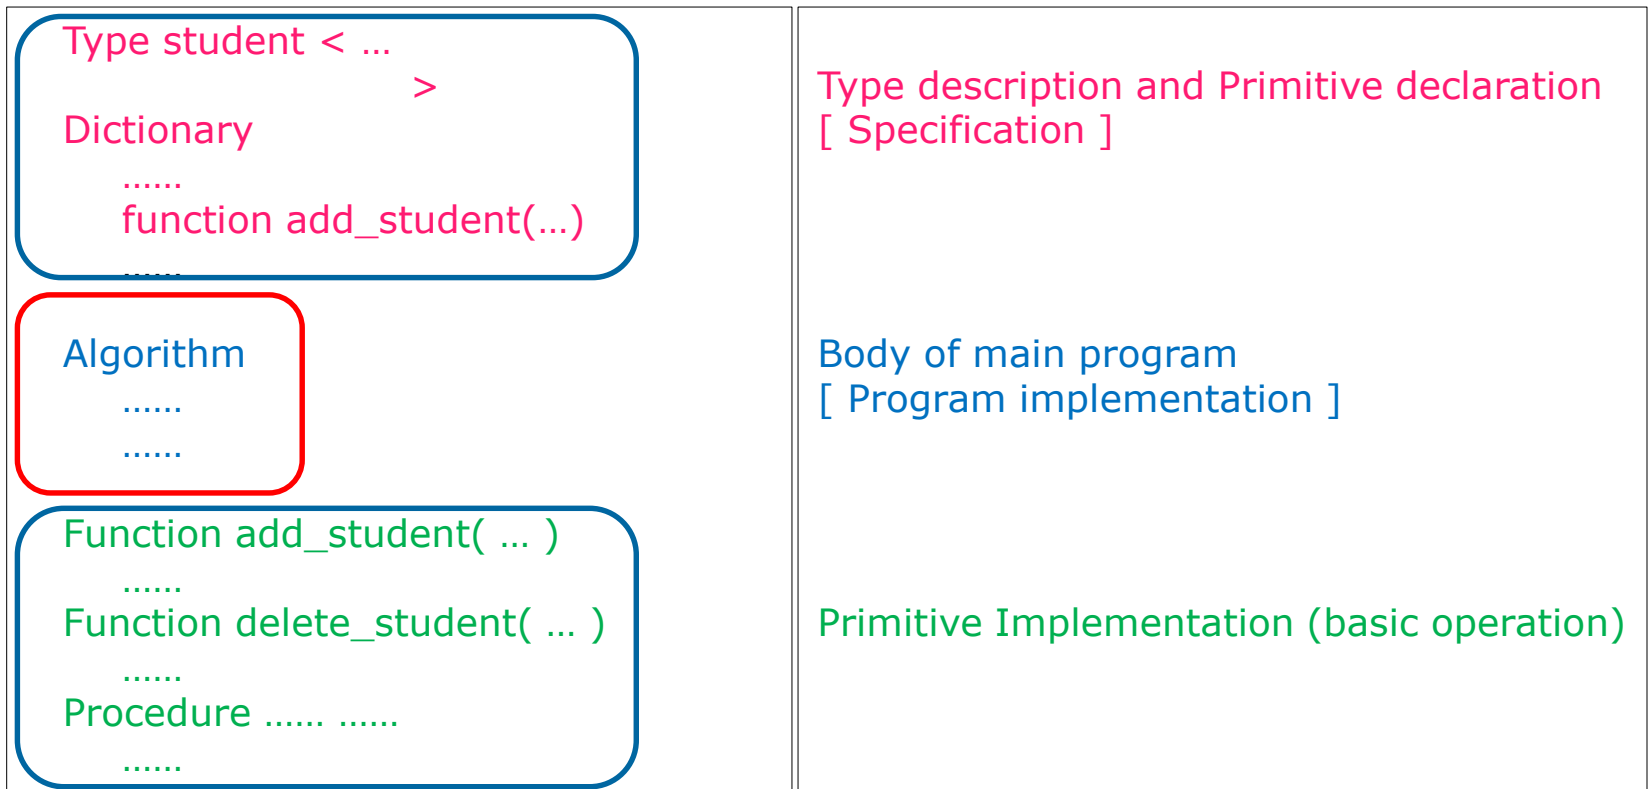 Type student < …
>
Dictionary
……
function add_student(…)
……
Algorithm
……
……
Function add_student( … )
……
Function delete_student( … )
……
Procedure …… ……
……
Type description and Primitive declaration
[ Specification ]
Body of main program
[ Program implementation ]
Primitive Implementation (basic operation)